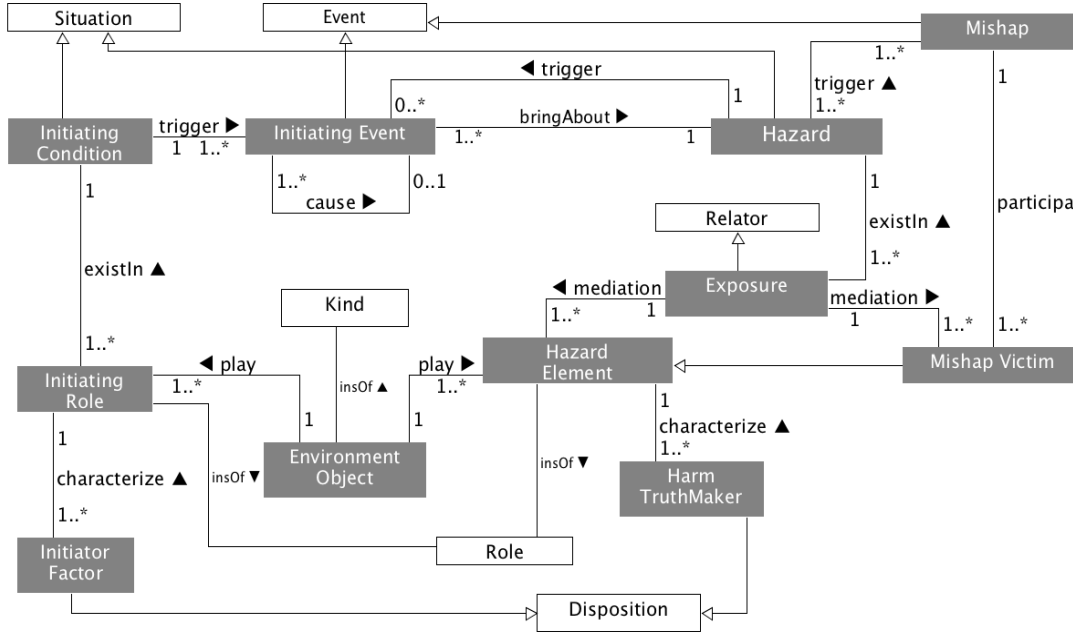 Situation
Event
Mishap
◀ trigger
1..*
trigger ▲
1
0..*
1
1..*
Initiating
Condition
trigger ▶
1
1..*
Initiating Event
bringAbout ▶
1..*
1
Hazard
1
1..*
0..1
cause ▶
1
participa
Relator
existIn ▲
1..*
existIn ▲
◀ mediation
Exposure
mediation ▶
Kind
1..*
1
1
1..*
1..*
1..*
Initiating
Role
◀ play
1..*
insOf ▲
play ▶
1..*
Hazard
Element
Mishap Victim
1
1
1
1
characterize ▲
1..*
Environment
Object
insOf ▼
insOf ▼
characterize ▲
1
1..*
Harm
TruthMaker
Initiator
Factor
Role
Disposition